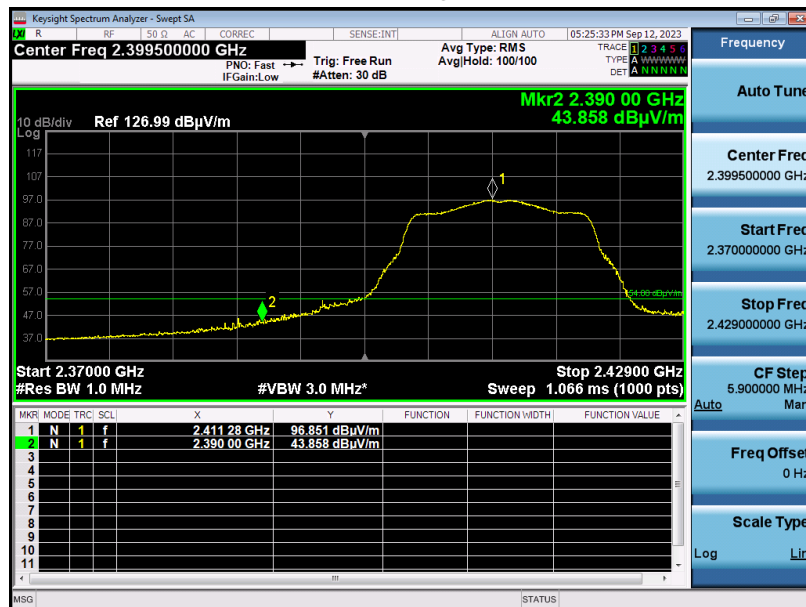 Keysight Spectrum Analyzer - Swept SA
LXI R RF 50 Ω AC CORREC SENSE:INT ALIGN AUTO 05:25:33 PM Sep 12, 2023
Center Freq 2.399500000 GHz
PNO: Fast
IFGain:Low
Trig: Free Run
#Atten: 30 dB
Avg Type: RMS
Avg|Hold: 100/100
TRACE 1 2 3 4 5 6
TYPE A WWWWW
DET A N N N N N
Mkr2 2.390 00 GHz
43.858 dBμV/m
10 dB/div Ref 126.99 dBμV/m
Log
117
107
97.0
87.0
77.0
67.0
57.0
47.0
37.0
1
2
54.00 dBμV/m
Start 2.37000 GHz Stop 2.42900 GHz
#Res BW 1.0 MHz #VBW 3.0 MHz* Sweep 1.066 ms (1000 pts)
MKR MODE TRC SCL X Y FUNCTION FUNCTION WIDTH FUNCTION VALUE
1 N 1 f 2.411 28 GHz 96.851 dBμV/m
2 N 1 f 2.390 00 GHz 43.858 dBμV/m
3
4
5
6
7
8
9
10
11
MSG STATUS
Frequency
Auto Tune
Center Freq
2.399500000 GHz
Start Freq
2.370000000 GHz
Stop Freq
2.429000000 GHz
CF Step
5.900000 MHz
Auto Man
Freq Offset
0 Hz
Scale Type
Log Lin